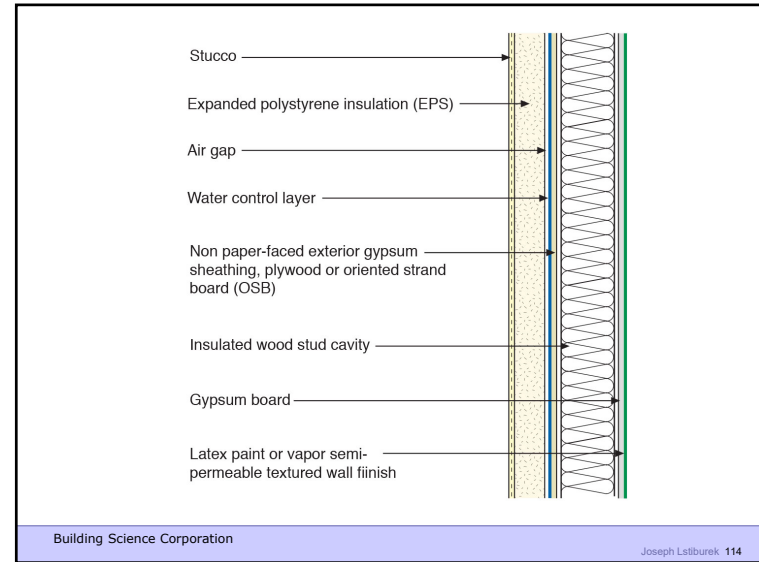 Stucco
Expanded polystyrene insulation (EPS)
Air gap
Water control layer
Non paper-faced exterior gypsum
sheathing, plywood or oriented strand
board (OSB)
Insulated wood stud cavity
Gypsum board
Latex paint or vapor semi-
permeable textured wall fiinish
Building Science Corporation
Joseph Lstiburek 114